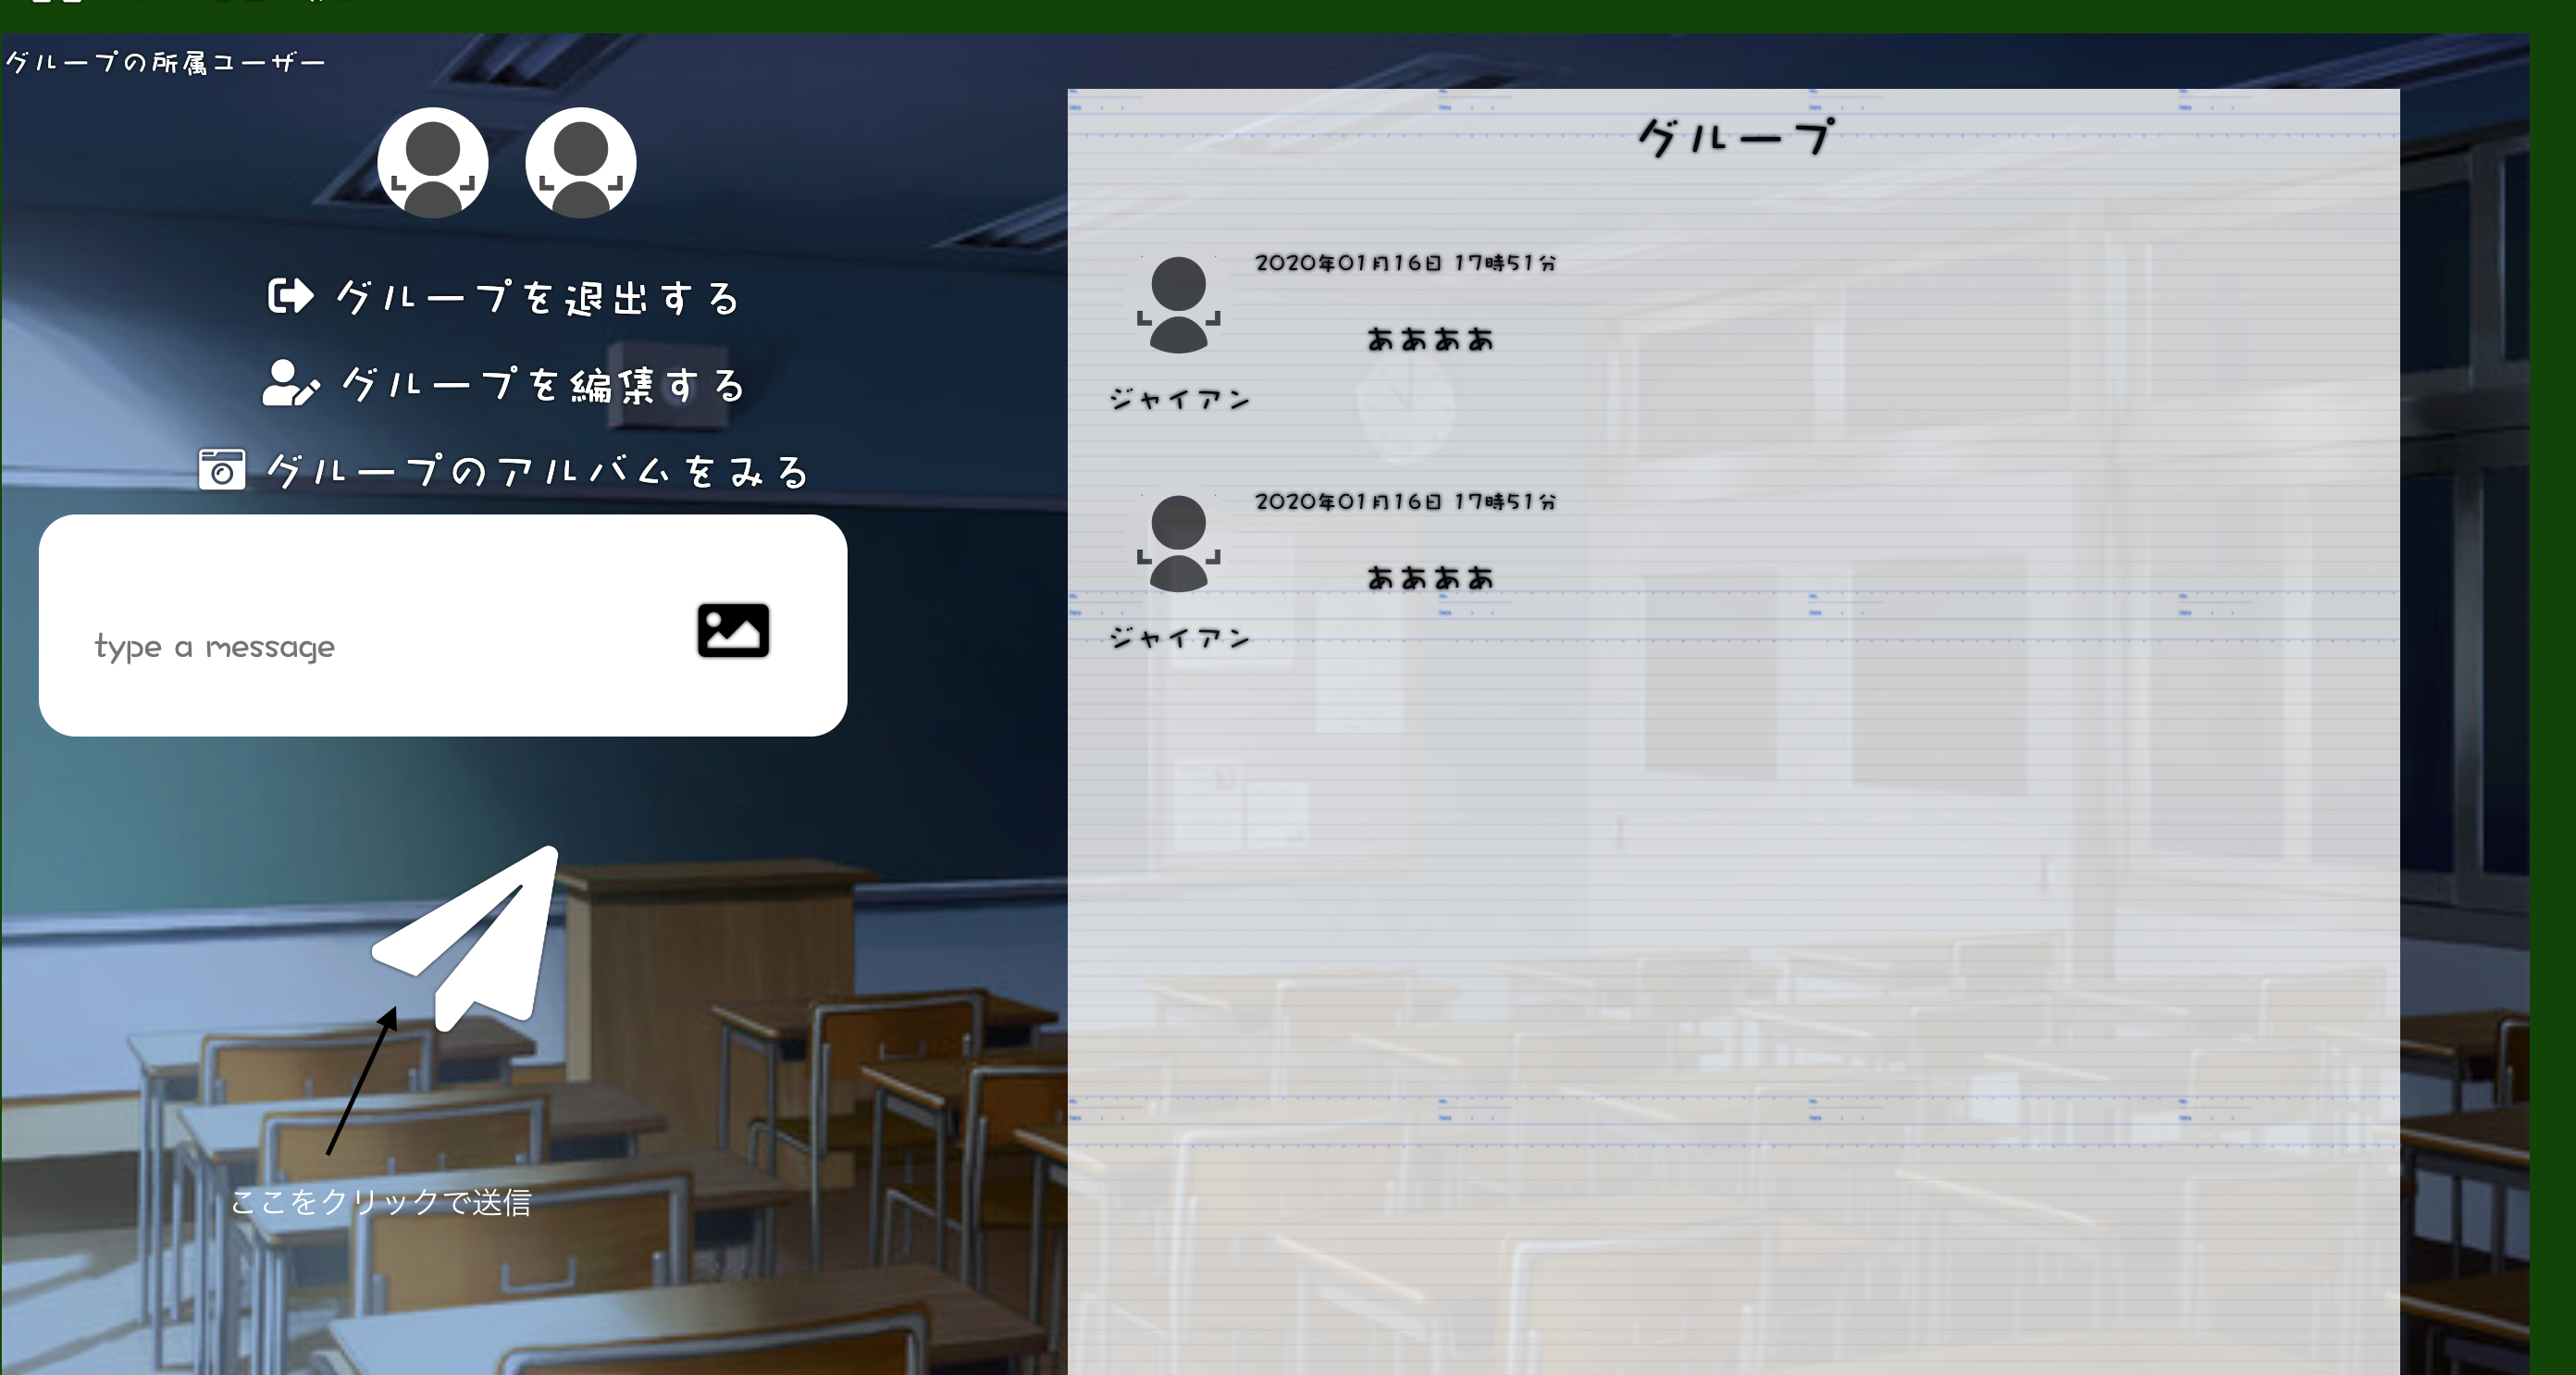 グループの所属ユーザー
グループを退出する
グループを編集する
グループのアルバムをみる
type a message
ここをクリックで送信
グループ
2020年01月16日 17時51分
ああああ
ジャイアン
2020年01月16日 17時51分
ああああ
ジャイアン